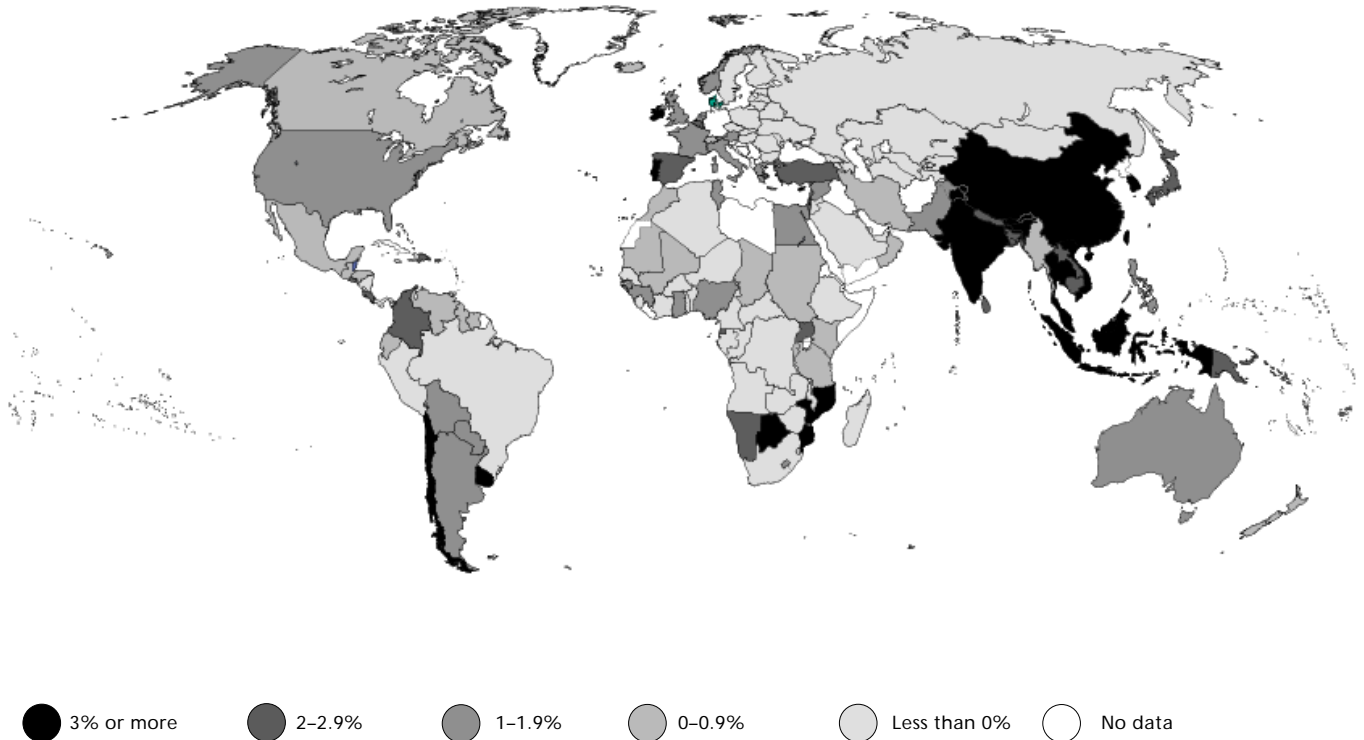 3% or more 2–2.9% 1–1.9% 0–0.9% Less than 0% No data